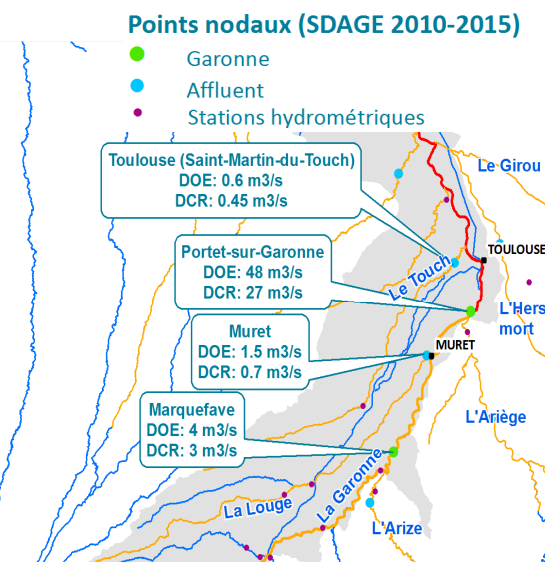 Points nodaux (SDAGE 2010-2015)
Garonne
Affluent
Stations hydrométriques
Toulouse (Saint-Martin-du-Touch)
DOE: 0.6 m3/s
DCR: 0.45 m3/s
Le Girou
Portet-sur-Garonne
DOE: 48 m3/s
DCR: 27 m3/s
TOULOUSE
Le Touch
L'Hers
mort
Muret
DOE: 1.5 m3/s
DCR: 0.7 m3/s
MURET
Marquefave
DOE: 4 m3/s
DCR: 3 m3/s
L'Ariège
La Louge
La Garonne
L'Arize